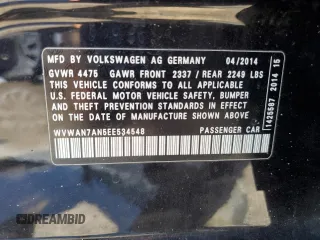 MFD BY VOLKSWAGEN AG GERMANY 04/2014
GVWR 4475 GAWR FRONT 2337 / REAR 2249 LBS
THIS VEHICLE CONFORMS TO ALL APPLICABLE
U.S. FEDERAL MOTOR VEHICLE SAFETY, BUMPER,
AND THEFT PREVENTION STANDARDS IN EFFECT
ON THE DATE OF MANUFACTURE SHOWN ABOVE.
WVWAN7AN5EE534548 PASSENGER CAR
1426587 2014 15
DREAMBID